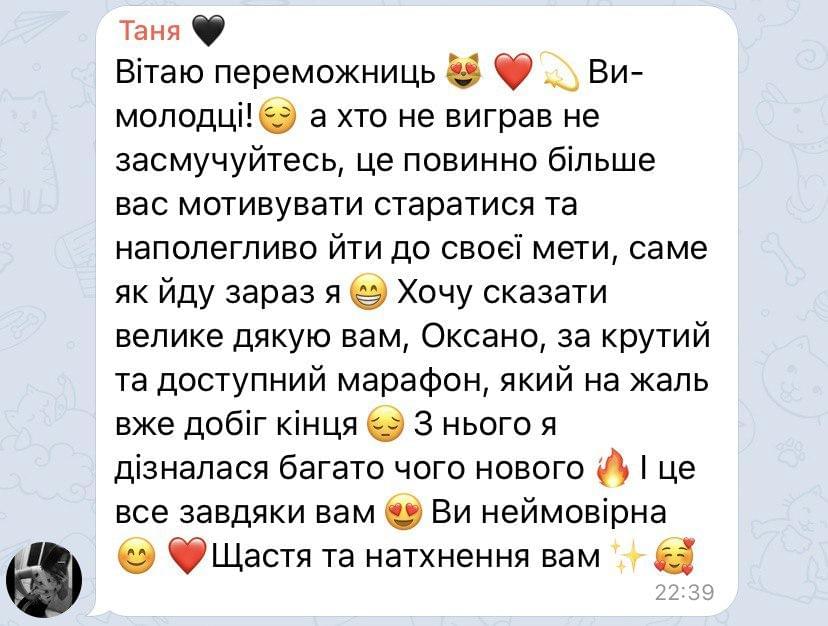 Таня 🖤
Вітаю переможниць 😻 ❤️ 💫 Ви-
молодці!😌 а хто не виграв не
засмучуйтесь, це повинно більше
вас мотивувати старатися та
наполегливо йти до своєї мети, саме
як йду зараз я 😁 Хочу сказати
велике дякую вам, Оксано, за крутий
та доступний марафон, який на жаль
вже добіг кінця 😔 З нього я
дізналася багато чого нового 🔥 І це
все завдяки вам 😍 Ви неймовірна
😊 ❤️Щастя та натхнення вам ✨ 🥰
22:39